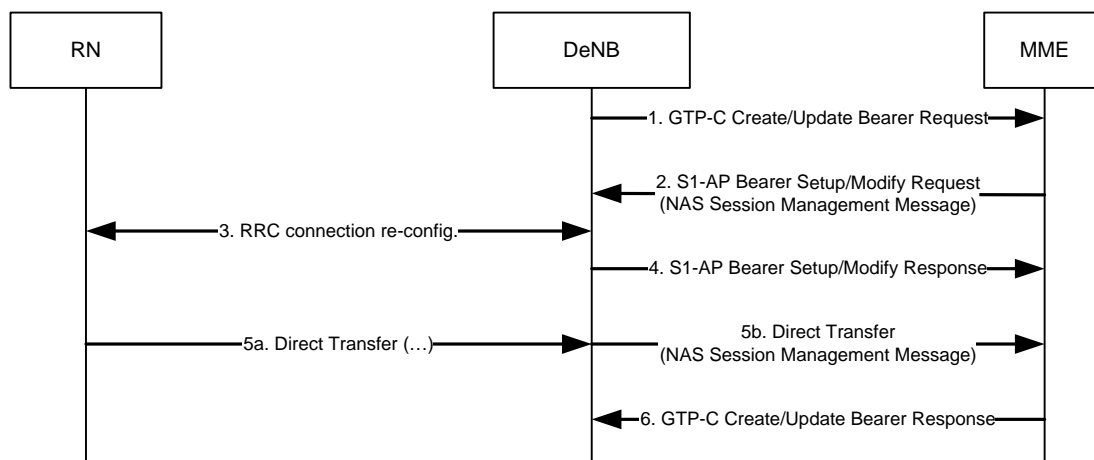 RN
DeNB
MME
1. GTP-C Create/Update Bearer Request
2. S1-AP Bearer Setup/Modify Request
(NAS Session Management Message)
3. RRC connection re-config.
4. S1-AP Bearer Setup/Modify Response
5a. Direct Transfer (…)
5b. Direct Transfer
(NAS Session Management Message)
6. GTP-C Create/Update Bearer Response